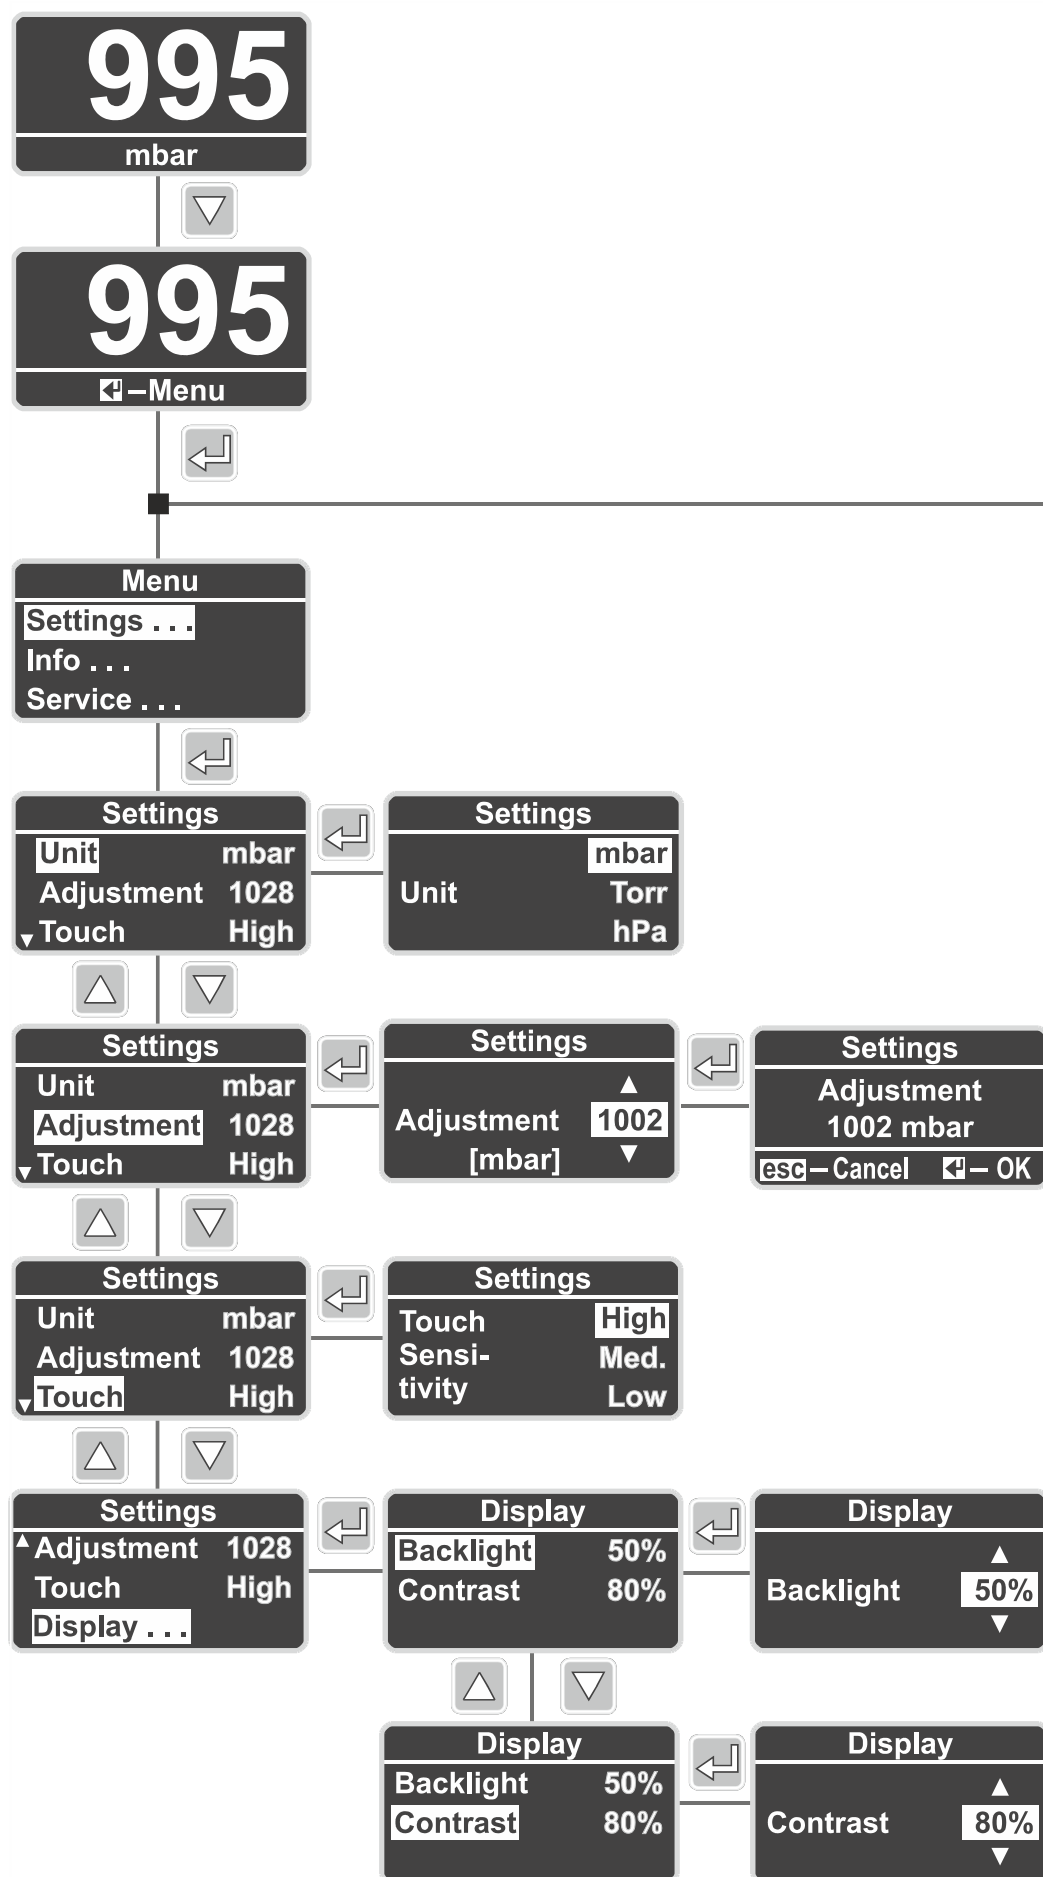 995
mbar
995
–Menu
Menu
Settings . . .
Info . . .
Service . . .
Settings
Unit mbar
Adjustment 1028
Touch High
Settings
mbar
Unit Torr
hPa
Settings
Unit mbar
Adjustment 1028
Touch High
Settings
Adjustment 1002
[mbar]
Settings
Adjustment
1002 mbar
esc – Cancel – OK
Settings
Unit mbar
Adjustment 1028
Touch High
Settings
Touch High
Sensi- Med.
tivity Low
Settings
Adjustment 1028
Touch High
Display . . .
Display
Backlight 50%
Contrast 80%
Display
Backlight 50%
Display
Backlight 50%
Contrast 80%
Display
Contrast 80%